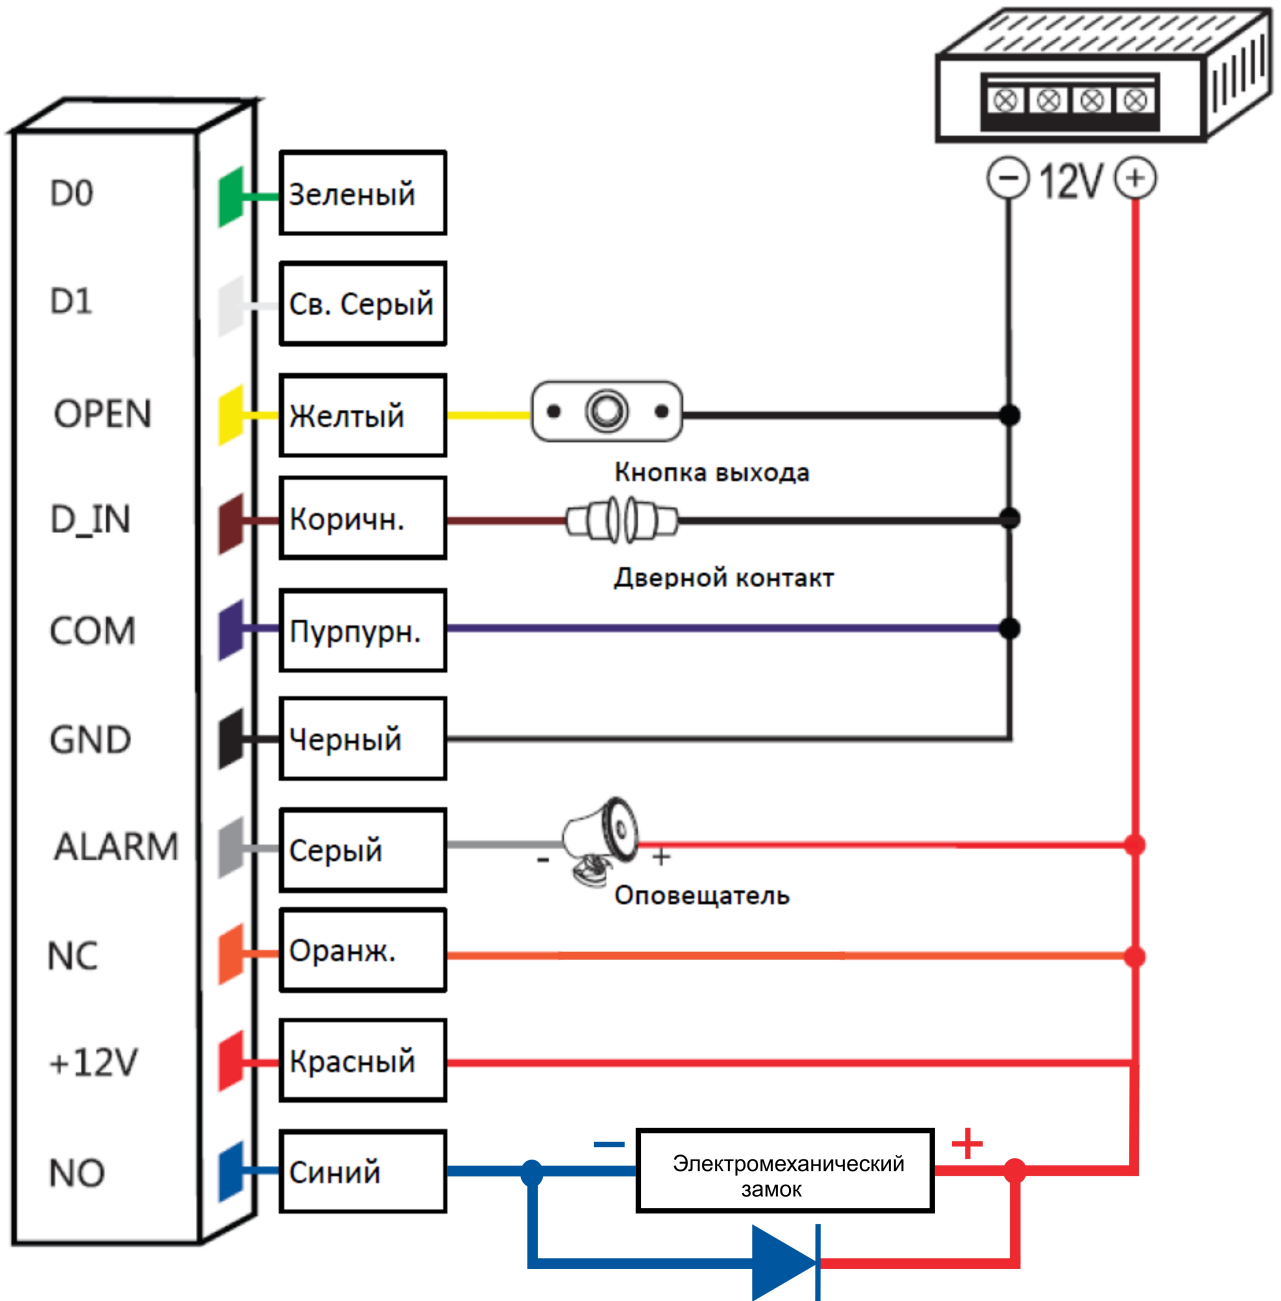 − 12V +
D0 Зеленый
D1 Св. Серый
OPEN Желтый
Кнопка выхода
D_IN Коричн.
Дверной контакт
COM Пурпурн.
GND Черный
ALARM Серый - +
Оповещатель
NC Оранж.
+12V Красный
− +
NO Синий Электромеханический
замок